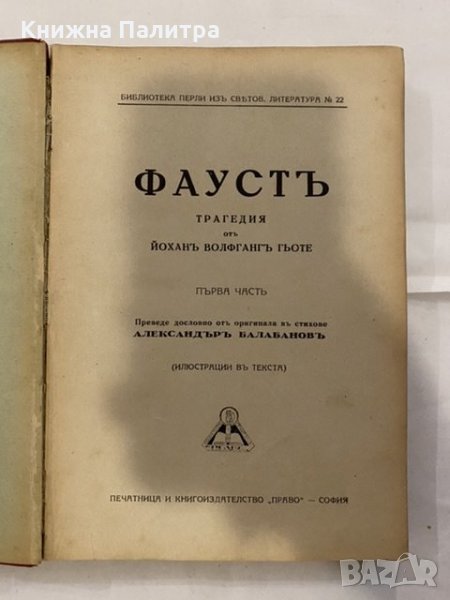 Книжна Палитра
БИБЛИОТЕКА ПЕРЛИ ИЗЪ СВѢТОВ. ЛИТЕРАТУРА № 22
ФАУСТЪ
ТРАГЕДИЯ
отъ
ЙОХАНЪ ВОЛФГАНГЪ ГЬОТЕ
ПЪРВА ЧАСТЬ
Преведе дословно отъ оригинала въ стихове
АЛЕКСАНДЪРЪ БАЛАБАНОВЪ
(ИЛЮСТРАЦИИ ВЪ ТЕКСТА)
ПЕЧАТНИЦА И КНИГОИЗДАТЕЛСТВО „ПРАВО" — СОФИЯ
BAZAR